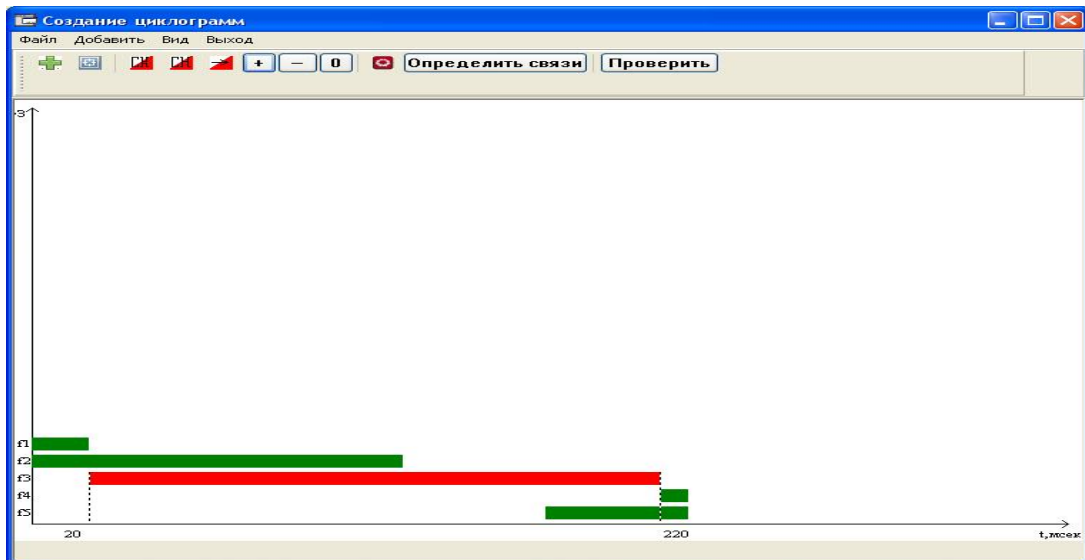 Создание циклограмм
Файл Добавить Вид Выход
+ − 0 Определить связи Проверить
f1
f2
f3
f4
f5
20 220 t,мсек